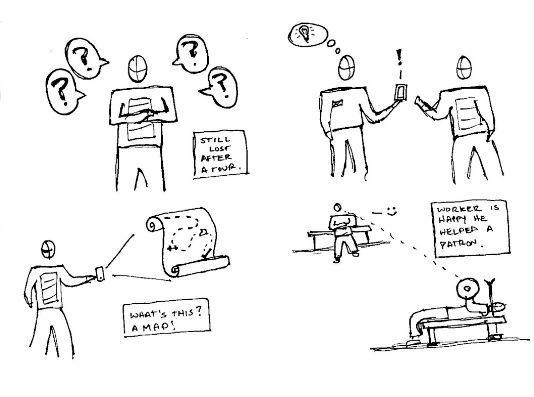 ?
?
?
?
STILL
LOST
AFTER
A TOUR.
!
WORKER IS
HAPPY HE
HELPED A
PATRON.
WHAT'S THIS?
A MAP!